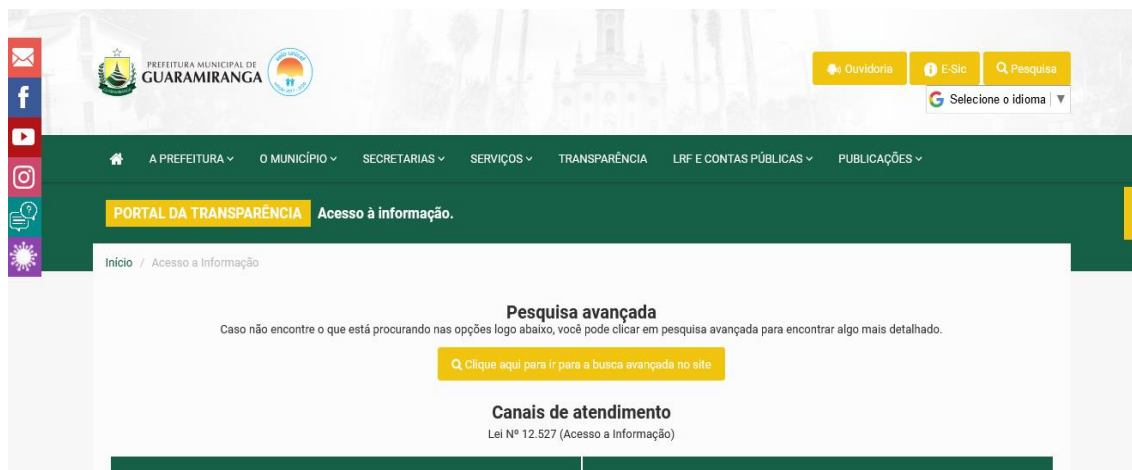 PREFEITURA MUNICIPAL DE
GUARAMIRANGA
Ouvidoria
E-Sic
Pesquisa
Selecione o idioma
A PREFEITURA
O MUNICÍPIO
SECRETARIAS
SERVIÇOS
TRANSPARÊNCIA
LRF E CONTAS PÚBLICAS
PUBLICAÇÕES
PORTAL DA TRANSPARÊNCIA Acesso à informação.
Início / Acesso a Informação
Pesquisa avançada
Caso não encontre o que está procurando nas opções logo abaixo, você pode clicar em pesquisa avançada para encontrar algo mais detalhado.
Clique aqui para ir para a busca avançada no site
Canais de atendimento
Lei Nº 12.527 (Acesso a Informação)